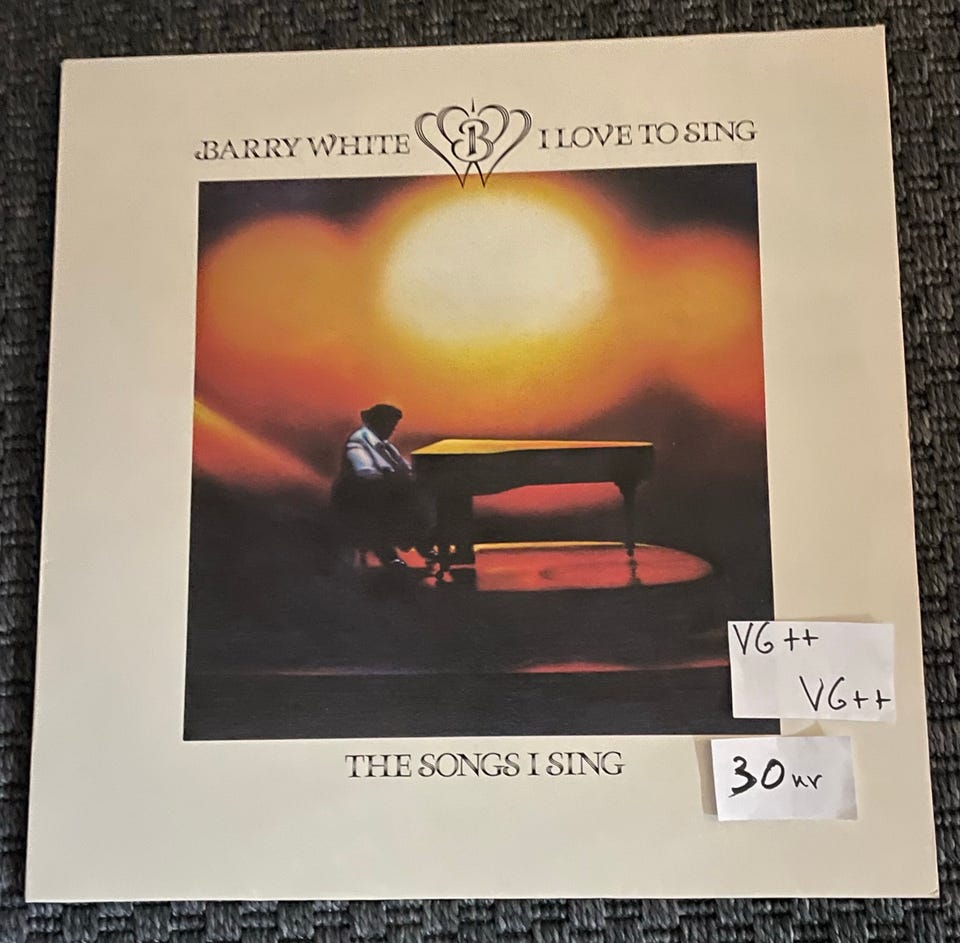 BARRY WHITE B I LOVE TO SING
THE SONGS I SING
VG++
VG++
30 kr